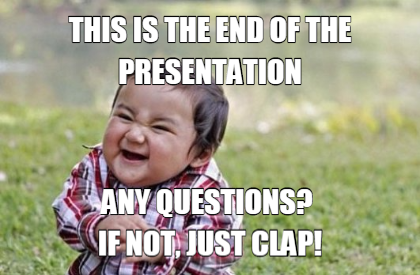 THIS IS THE END OF THE
PRESENTATION
ANY QUESTIONS?
IF NOT, JUST CLAP!